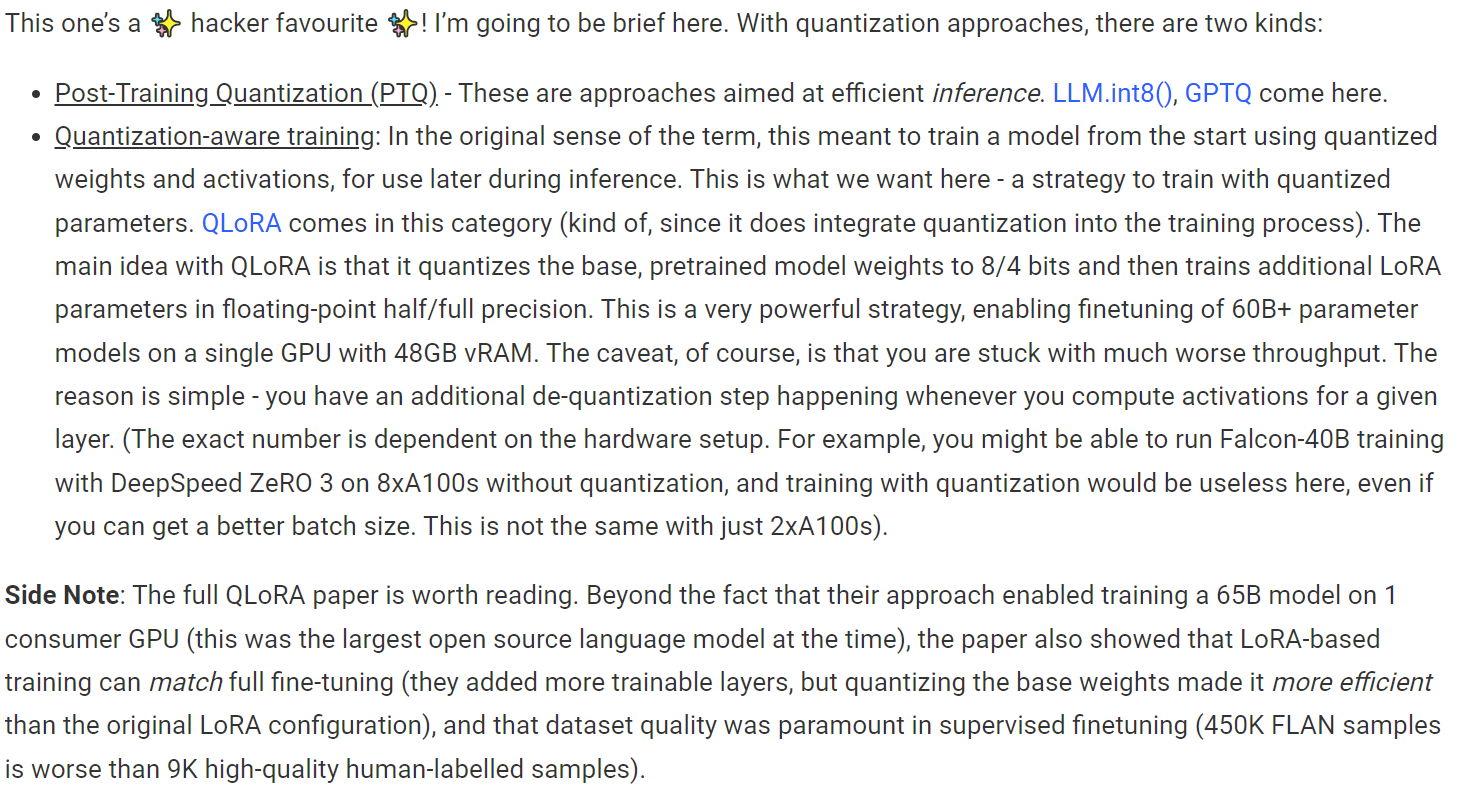 This one’s a ✨ hacker favourite ✨! I’m going to be brief here. With quantization approaches, there are two kinds:
• Post-Training Quantization (PTQ) - These are approaches aimed at efficient inference. LLM.int8(), GPTQ come here.
• Quantization-aware training: In the original sense of the term, this meant to train a model from the start using quantized
weights and activations, for use later during inference. This is what we want here - a strategy to train with quantized
parameters. QLoRA comes in this category (kind of, since it does integrate quantization into the training process). The
main idea with QLoRA is that it quantizes the base, pretrained model weights to 8/4 bits and then trains additional LoRA
parameters in floating-point half/full precision. This is a very powerful strategy, enabling finetuning of 60B+ parameter
models on a single GPU with 48GB vRAM. The caveat, of course, is that you are stuck with much worse throughput. The
reason is simple - you have an additional de-quantization step happening whenever you compute activations for a given
layer. (The exact number is dependent on the hardware setup. For example, you might be able to run Falcon-40B training
with DeepSpeed ZeRO 3 on 8xA100s without quantization, and training with quantization would be useless here, even if
you can get a better batch size. This is not the same with just 2xA100s).
Side Note: The full QLoRA paper is worth reading. Beyond the fact that their approach enabled training a 65B model on 1
consumer GPU (this was the largest open source language model at the time), the paper also showed that LoRA-based
training can match full fine-tuning (they added more trainable layers, but quantizing the base weights made it more efficient
than the original LoRA configuration), and that dataset quality was paramount in supervised finetuning (450K FLAN samples
is worse than 9K high-quality human-labelled samples).